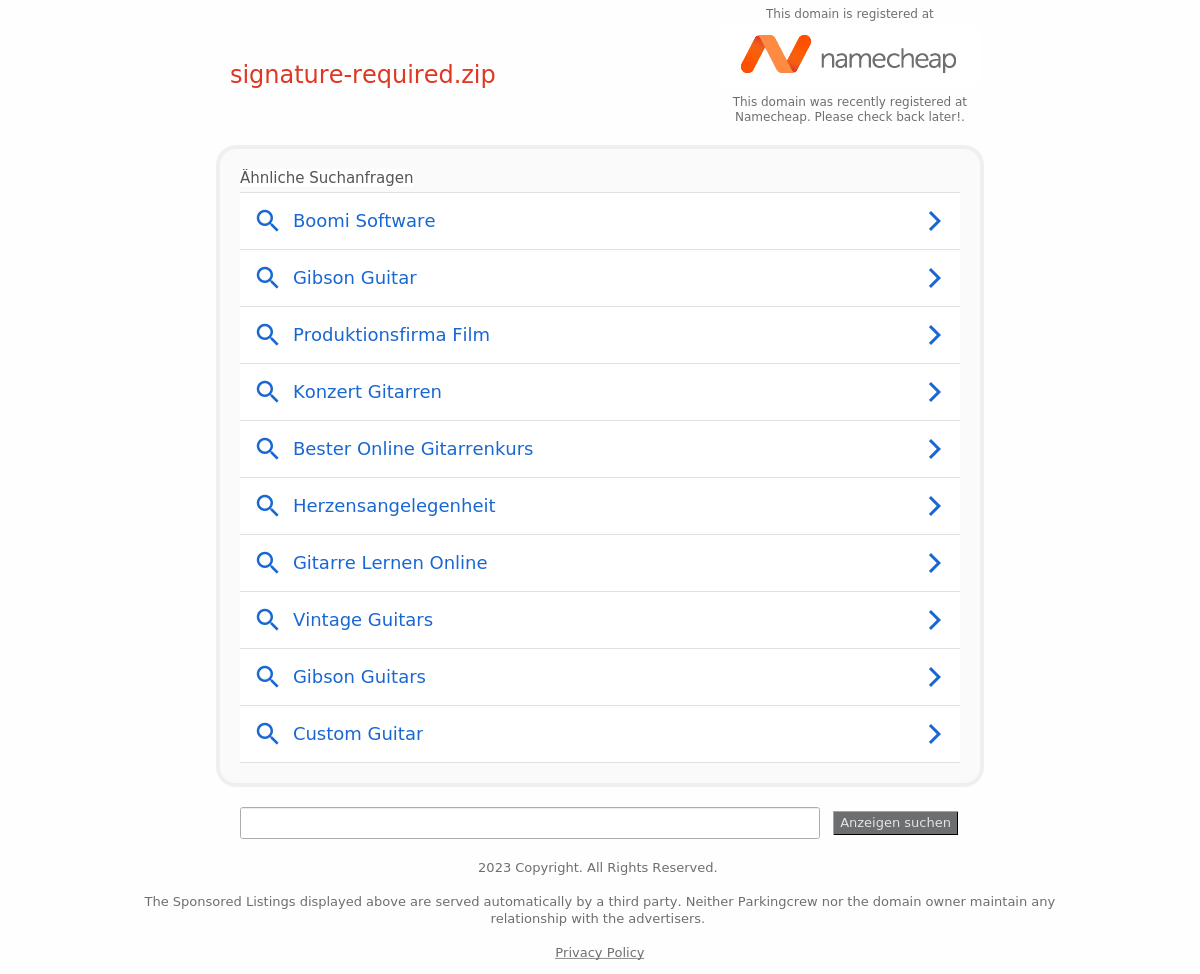 This domain is registered at
namecheap
signature-required.zip
This domain was recently registered at
Namecheap. Please check back later!.
Ähnliche Suchanfragen
Boomi Software
Gibson Guitar
Produktionsfirma Film
Konzert Gitarren
Bester Online Gitarrenkurs
Herzensangelegenheit
Gitarre Lernen Online
Vintage Guitars
Gibson Guitars
Custom Guitar
Anzeigen suchen
2023 Copyright. All Rights Reserved.
The Sponsored Listings displayed above are served automatically by a third party. Neither Parkingcrew nor the domain owner maintain any
relationship with the advertisers.
Privacy Policy